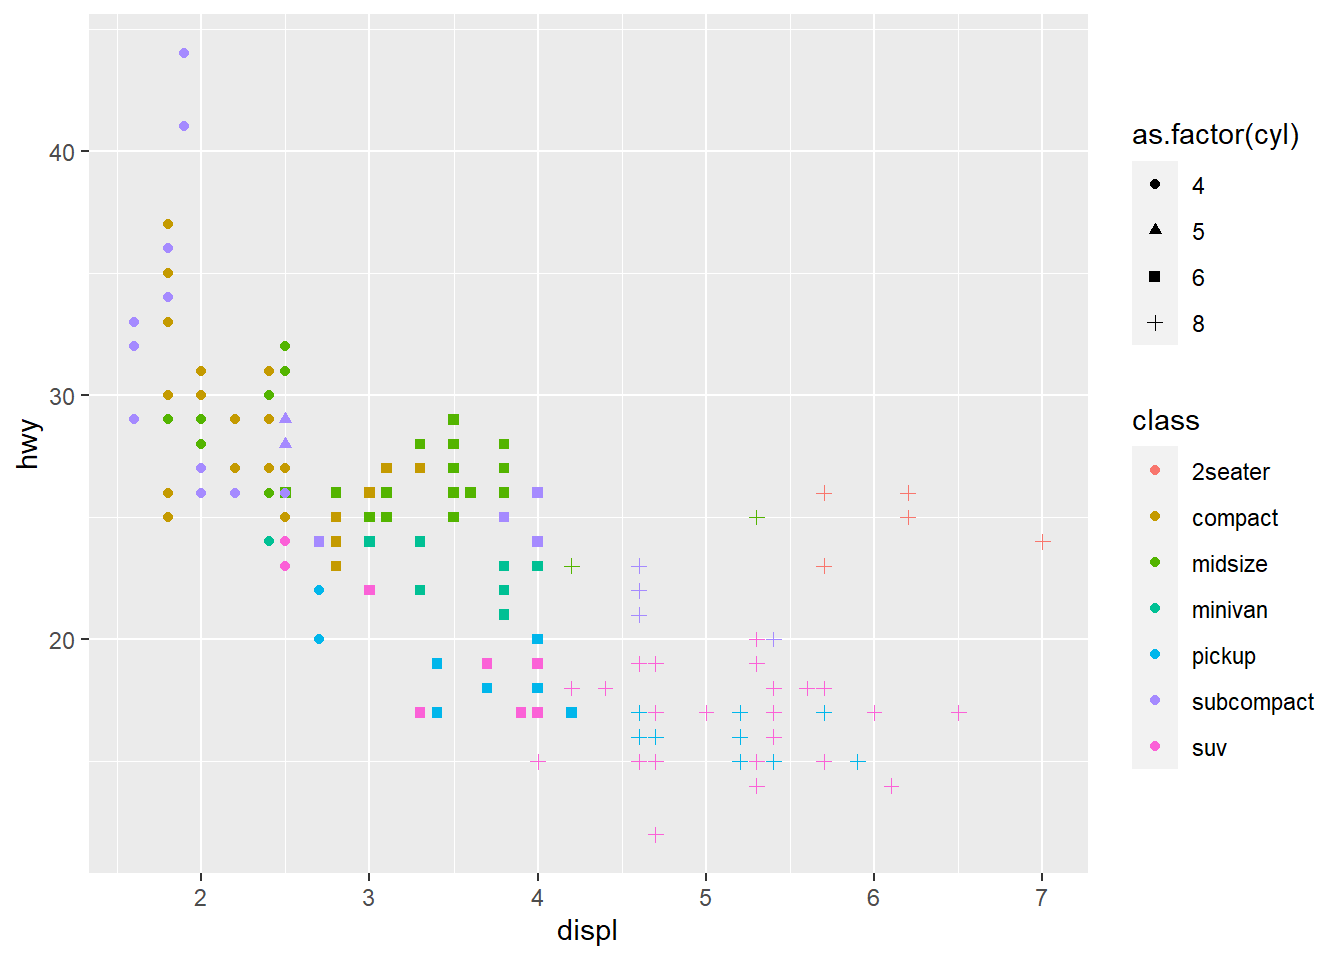 40
30
20
hwy
2
3
4
5
6
7
displ
as.factor(cyl)
4
5
6
8
class
2seater
compact
midsize
minivan
pickup
subcompact
suv